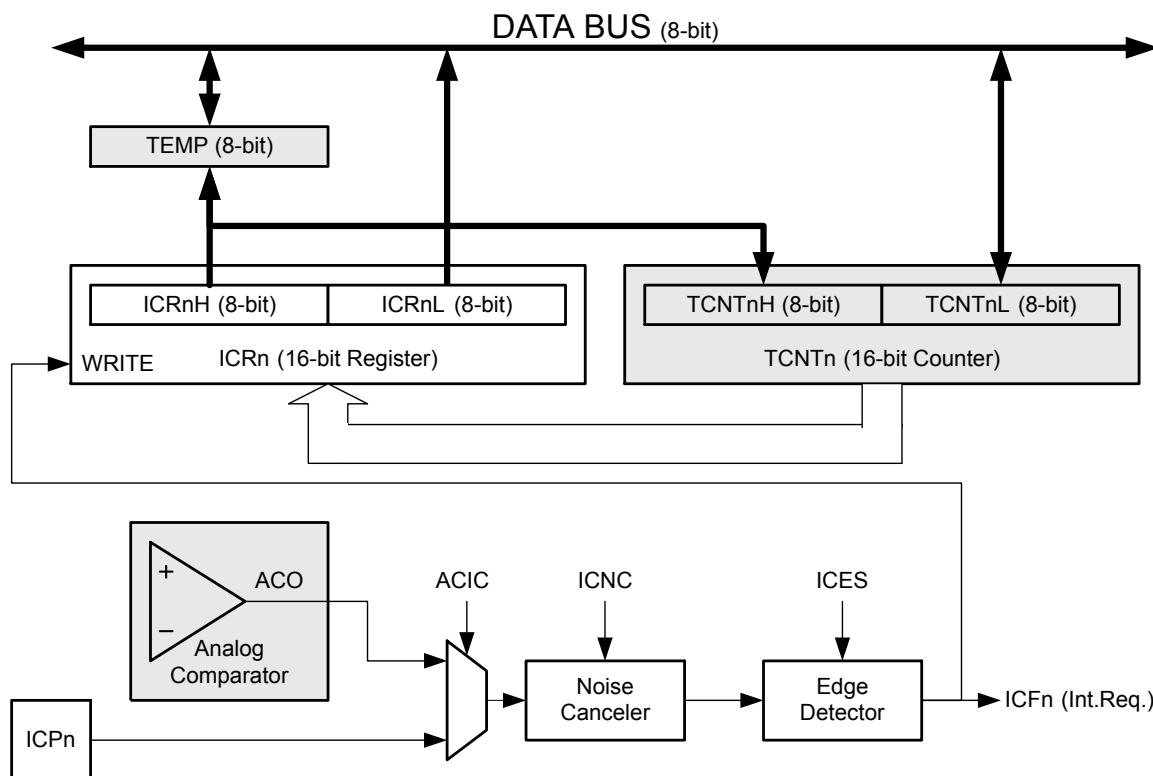 DATA BUS (8-bit)
TEMP (8-bit)
ICRnH (8-bit)
ICRnL (8-bit)
TCNTnH (8-bit)
TCNTnL (8-bit)
WRITE
ICRn (16-bit Register)
TCNTn (16-bit Counter)
+
−
ACO
Analog
Comparator
ACIC
ICNC
ICES
Noise
Canceler
Edge
Detector
ICFn (Int.Req.)
ICPn